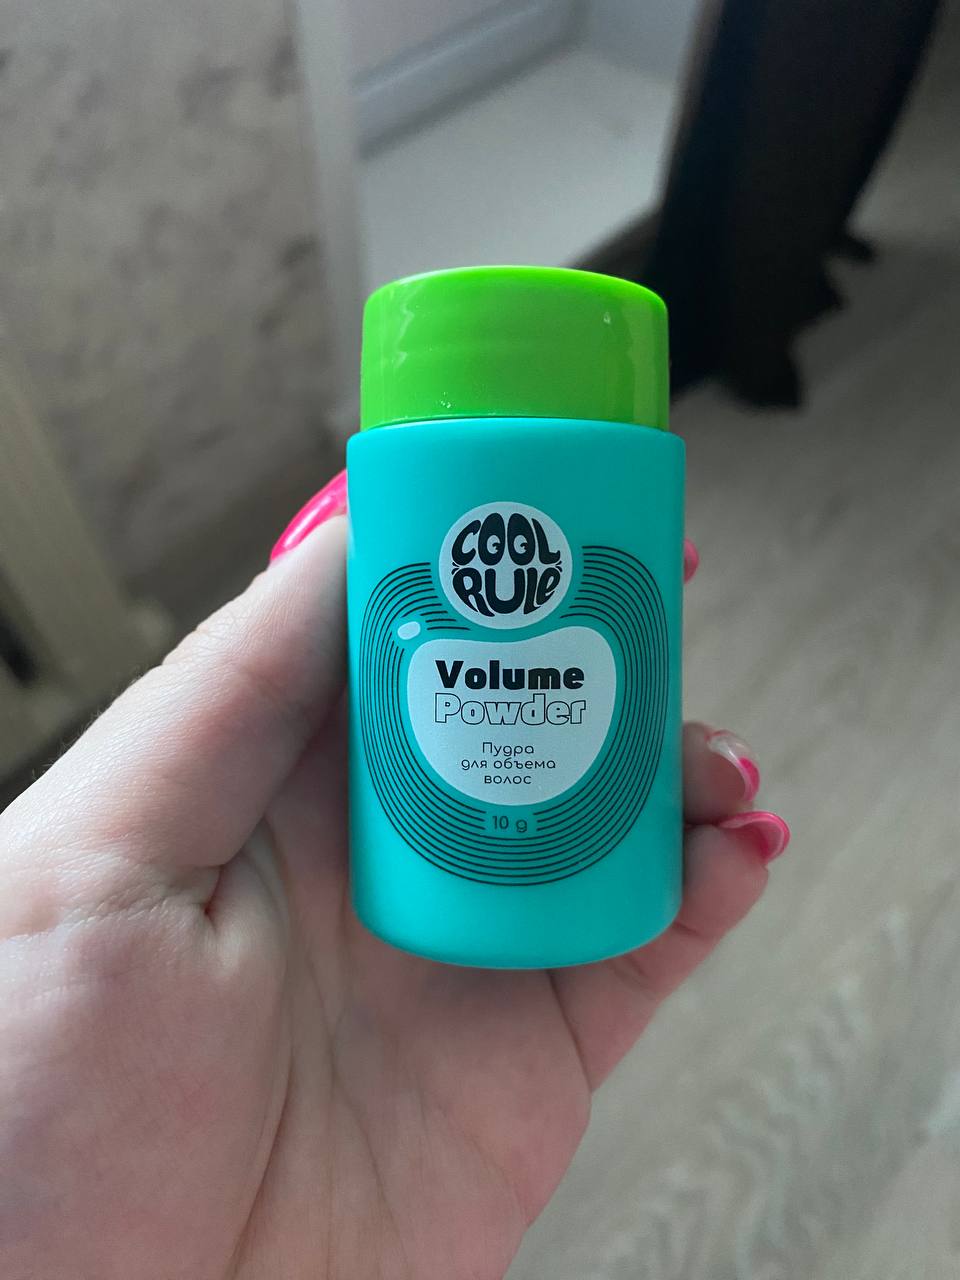 COOL
RULE
Volume
Powder
Пудра
для объема
волос
10 g